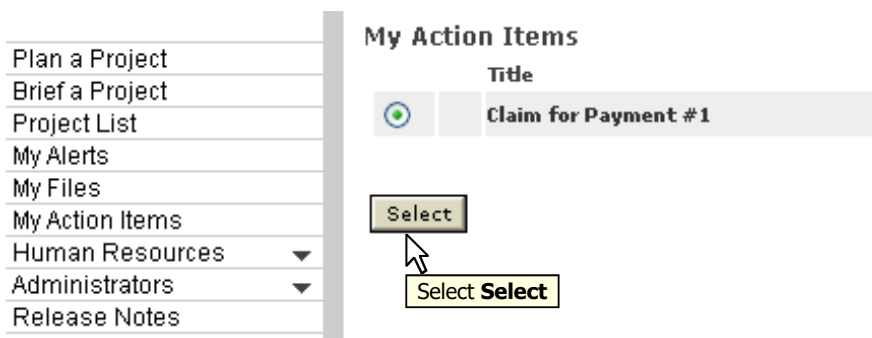 Plan a Project
Brief a Project
Project List
My Alerts
My Files
My Action Items
Human Resources
Administrators
Release Notes
My Action Items
Title
Claim for Payment #1
Select
Select Select